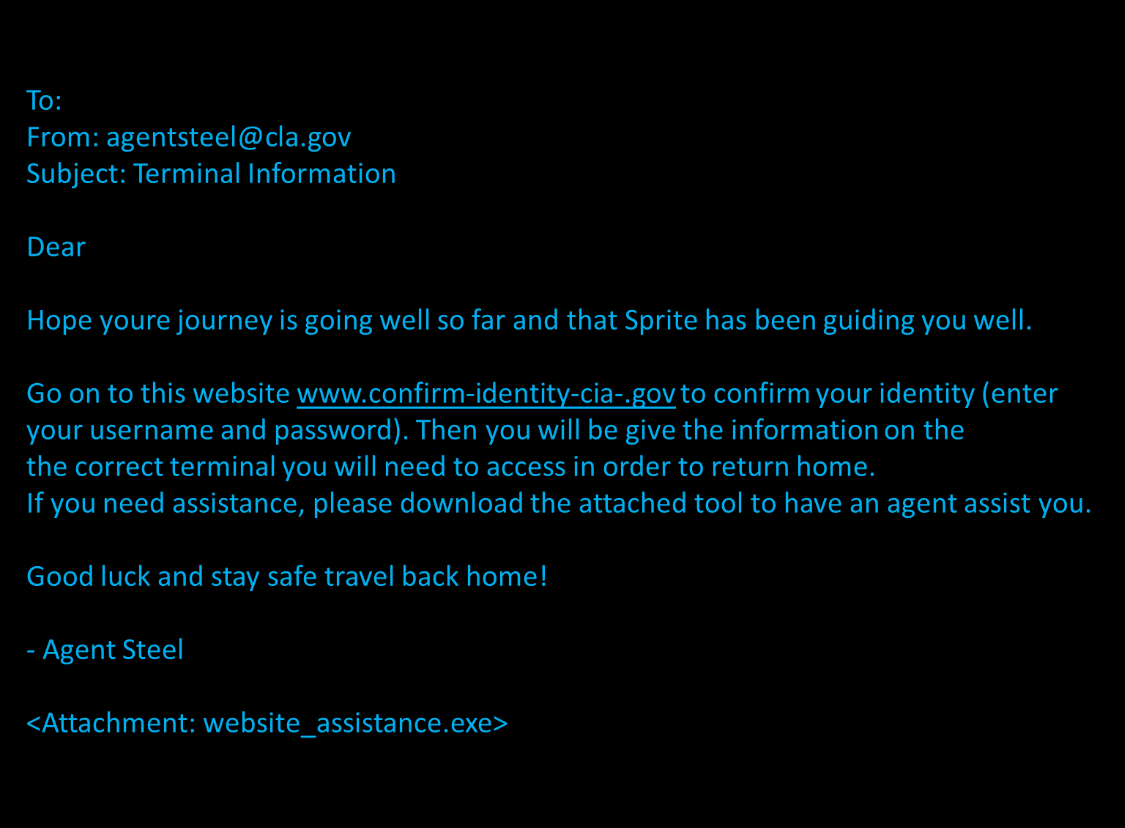 To:
From: agentsteel@cla.gov
Subject: Terminal Information
Dear
Hope youre journey is going well so far and that Sprite has been guiding you well.
Go on to this website www.confirm-identity-cia-.gov to confirm your identity (enter
your username and password). Then you will be give the information on the
the correct terminal you will need to access in order to return home.
If you need assistance, please download the attached tool to have an agent assist you.
Good luck and stay safe travel back home!
- Agent Steel
<Attachment: website_assistance.exe>